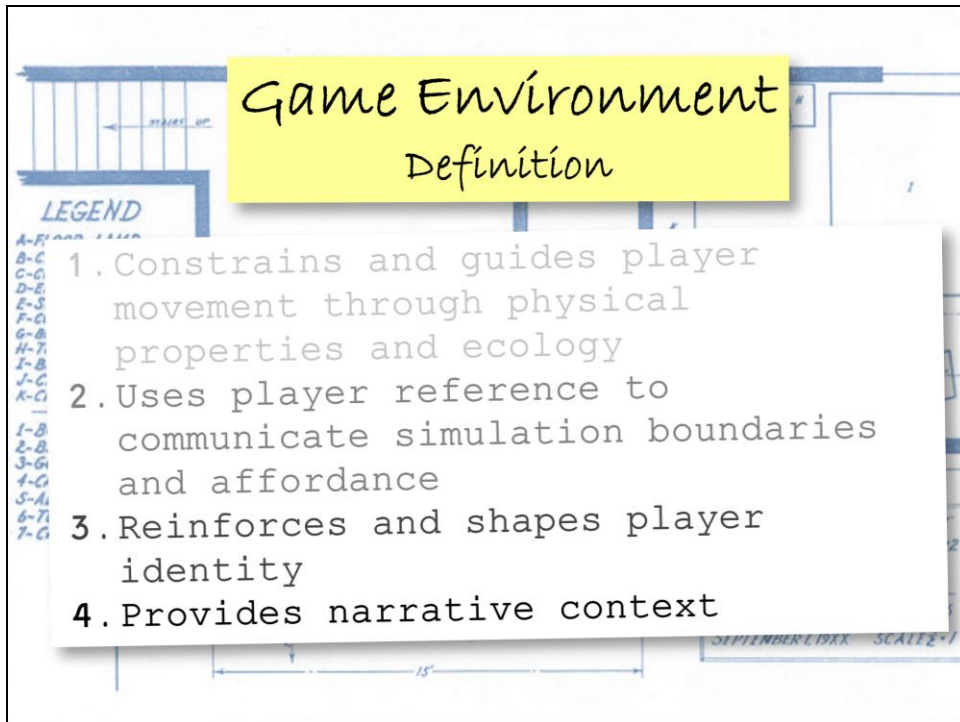 Game Environment
Definition
STAIRS UP
LEGEND
1. Constrains and guides player
movement through physical
properties and ecology
2. Uses player reference to
communicate simulation boundaries
and affordance
3. Reinforces and shapes player
identity
4. Provides narrative context
SEPTEMBER 1, 19XX
15'